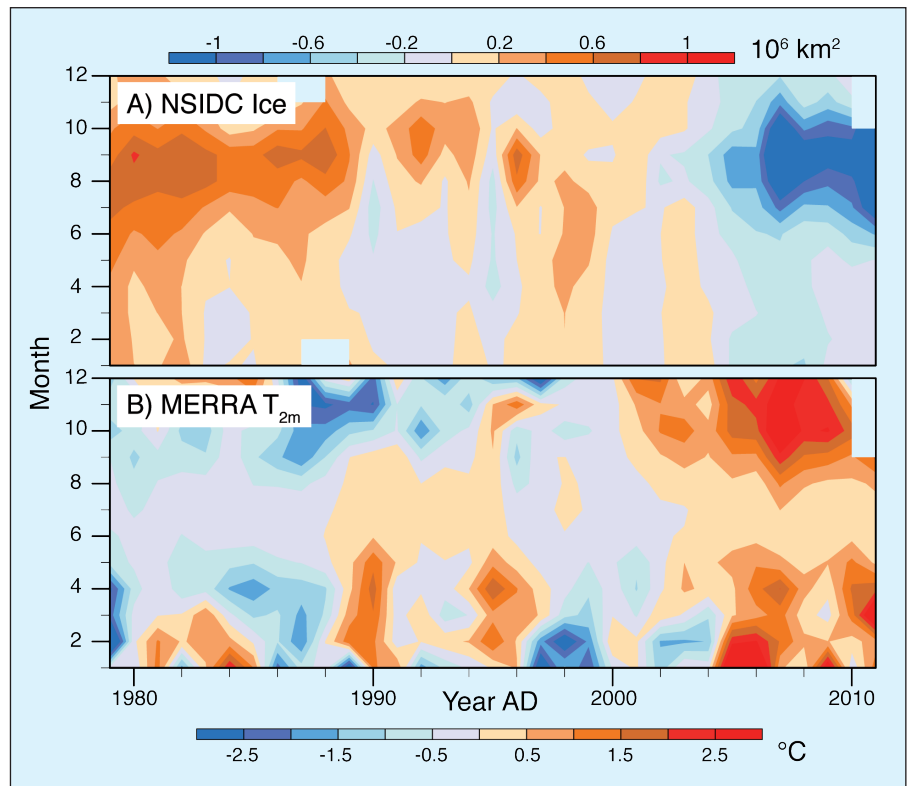 -1 -0.6 -0.2 0.2 0.6 1 10⁶ km²
A) NSIDC Ice
12
10
8
6
4
2
Month
B) MERRA T₂ₘ
12
10
8
6
4
2
1980 1990 Year AD 2000 2010
-2.5 -1.5 -0.5 0.5 1.5 2.5 °C